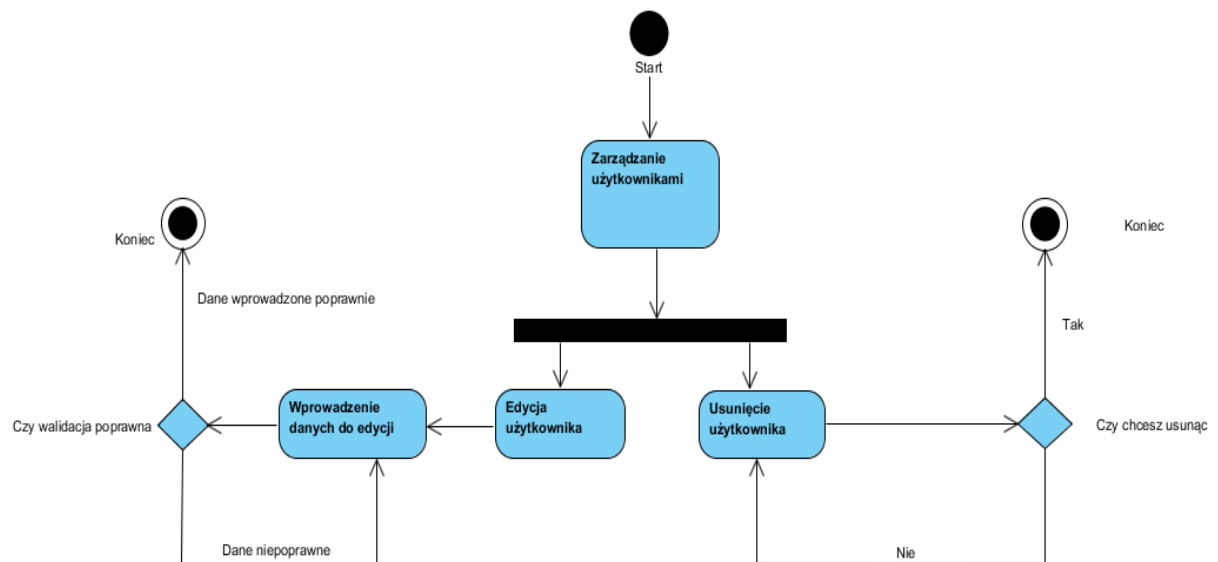 Start
Zarządzanie
użytkownikami
Koniec
Koniec
Dane wprowadzone poprawnie
Tak
Czy walidacja poprawna
Wprowadzenie
danych do edycji
Edycja
użytkownika
Usunięcie
użytkownika
Czy chcesz usunąc
Dane niepoprawne
Nie